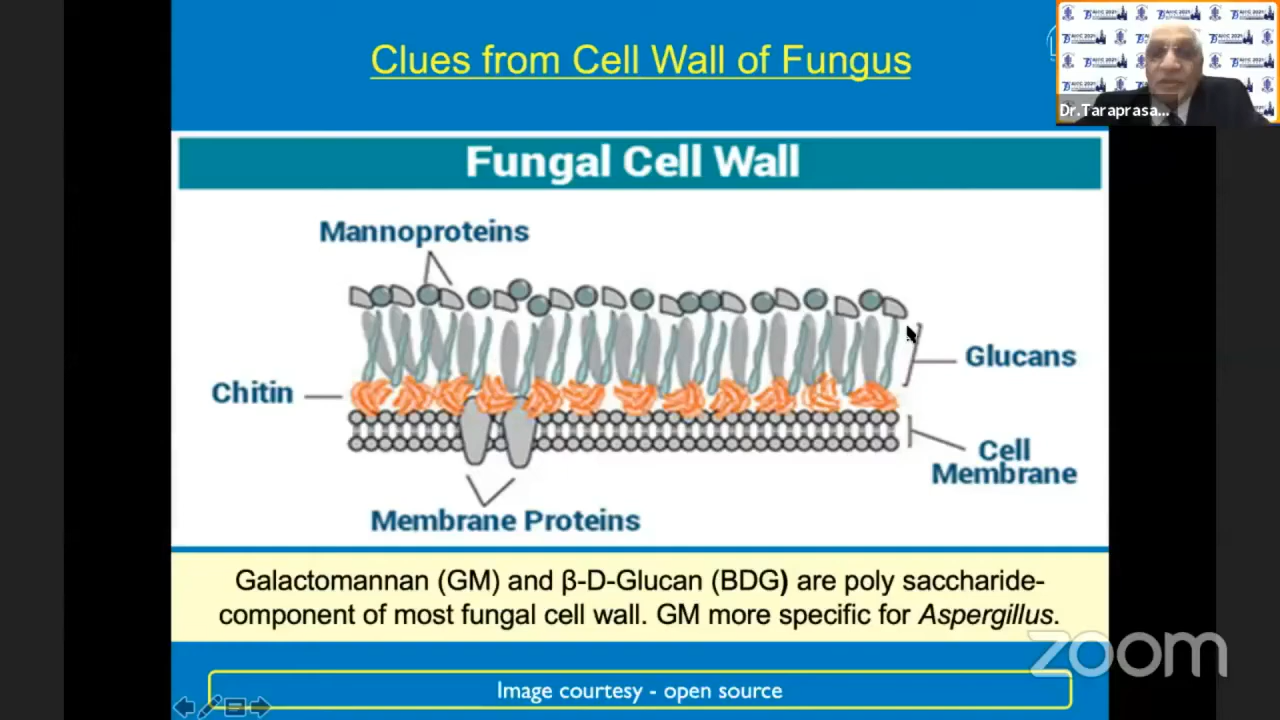 Clues from Cell Wall of Fungus
Dr.Taraprasa...
Fungal Cell Wall
Mannoproteins
Glucans
Chitin
Cell
Membrane
Membrane Proteins
Galactomannan (GM) and β-D-Glucan (BDG) are poly saccharide-
component of most fungal cell wall. GM more specific for Aspergillus.
zoom
Image courtesy - open source